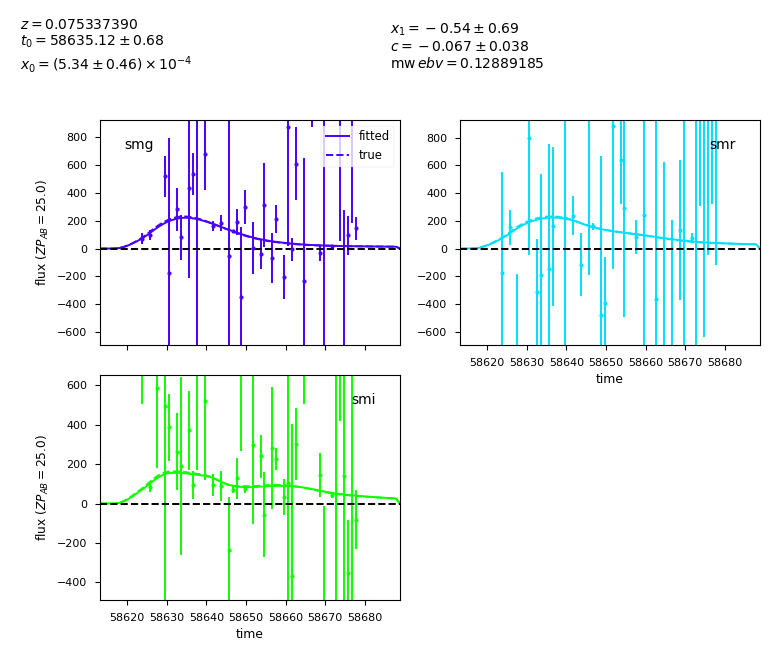 z = 0.075337390
t₀ = 58635.12 ± 0.68
x₀ = (5.34 ± 0.46) × 10⁻⁴
x₁ = −0.54 ± 0.69
c = −0.067 ± 0.038
mw ebv = 0.12889185
smg
fitted
true
800
600
400
200
0
−200
−400
−600
flux (ZP_AB = 25.0)
smr
800
600
400
200
0
−200
−400
−600
58620 58630 58640 58650 58660 58670 58680
time
smi
600
400
200
0
−200
−400
flux (ZP_AB = 25.0)
58620 58630 58640 58650 58660 58670 58680
time